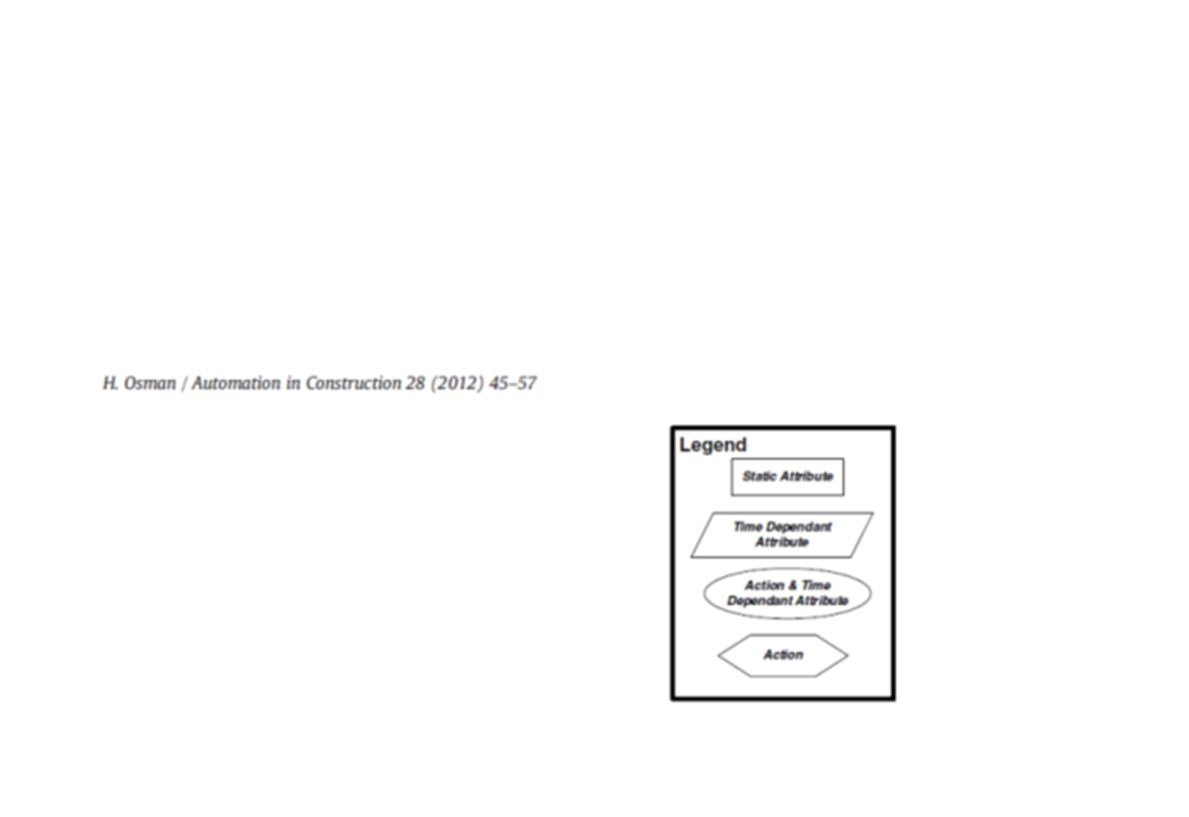 H. Osman / Automation in Construction 28 (2012) 45–57
Legend
Static Attribute
Time Dependant
Attribute
Action & Time
Dependant Attribute
Action